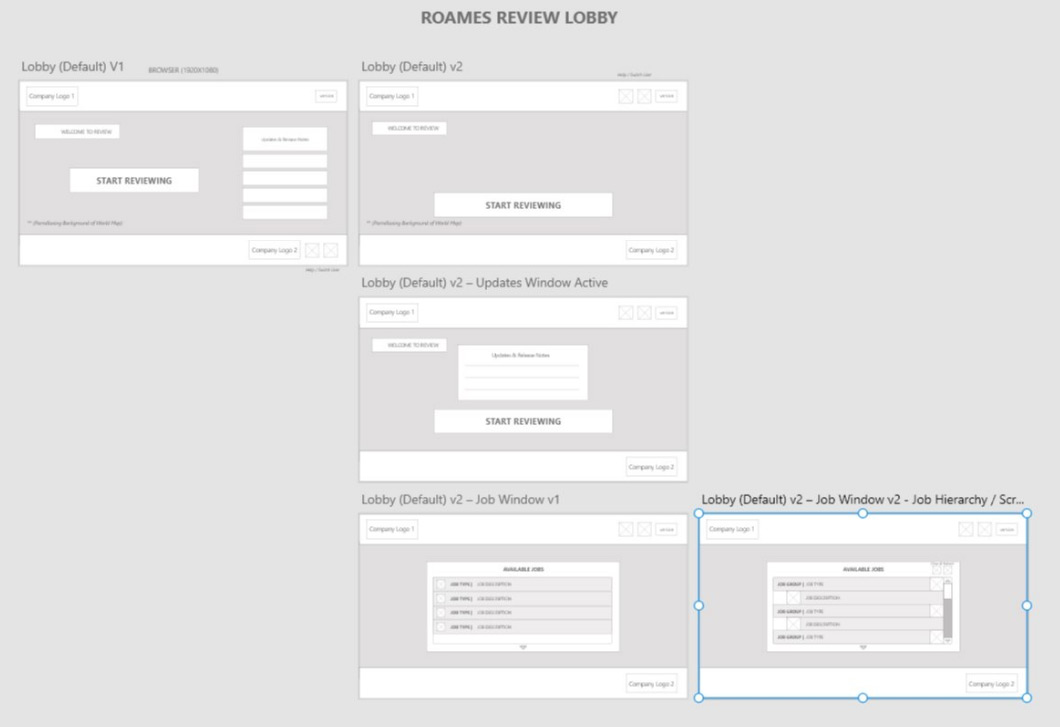 ROAMES REVIEW LOBBY
Lobby (Default) V1
BROWSER (1920X1080)
Company Logo 1
WELCOME TO REVIEW
Updates & Release Notes
START REVIEWING
** (Parallaxing Background of World Map)
Company Logo 2
Lobby (Default) v2
Company Logo 1
WELCOME TO REVIEW
START REVIEWING
** (Parallaxing Background of World Map)
Company Logo 2
Lobby (Default) v2 – Updates Window Active
Company Logo 1
WELCOME TO REVIEW
Updates & Release Notes
START REVIEWING
Company Logo 2
Lobby (Default) v2 – Job Window v1
Company Logo 1
AVAILABLE JOBS
JOB TYPE | JOB DESCRIPTION
JOB TYPE | JOB DESCRIPTION
JOB TYPE | JOB DESCRIPTION
JOB TYPE | JOB DESCRIPTION
Company Logo 2
Lobby (Default) v2 – Job Window v2 - Job Hierarchy / Scr...
Company Logo 1
AVAILABLE JOBS
JOB GROUP | JOB TYPE
JOB DESCRIPTION
JOB GROUP | JOB TYPE
JOB DESCRIPTION
JOB GROUP | JOB TYPE
Company Logo 2